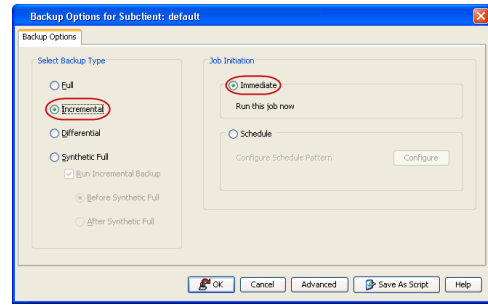 Backup Options for Subclient: default
Backup Options
Select Backup Type
Full
Incremental
Differential
Synthetic Full
Run Incremental Backup
Before Synthetic Full
After Synthetic Full
Job Initiation
Immediate
Run this job now
Schedule
Configure Schedule Pattern
Configure
OK
Cancel
Advanced
Save As Script
Help